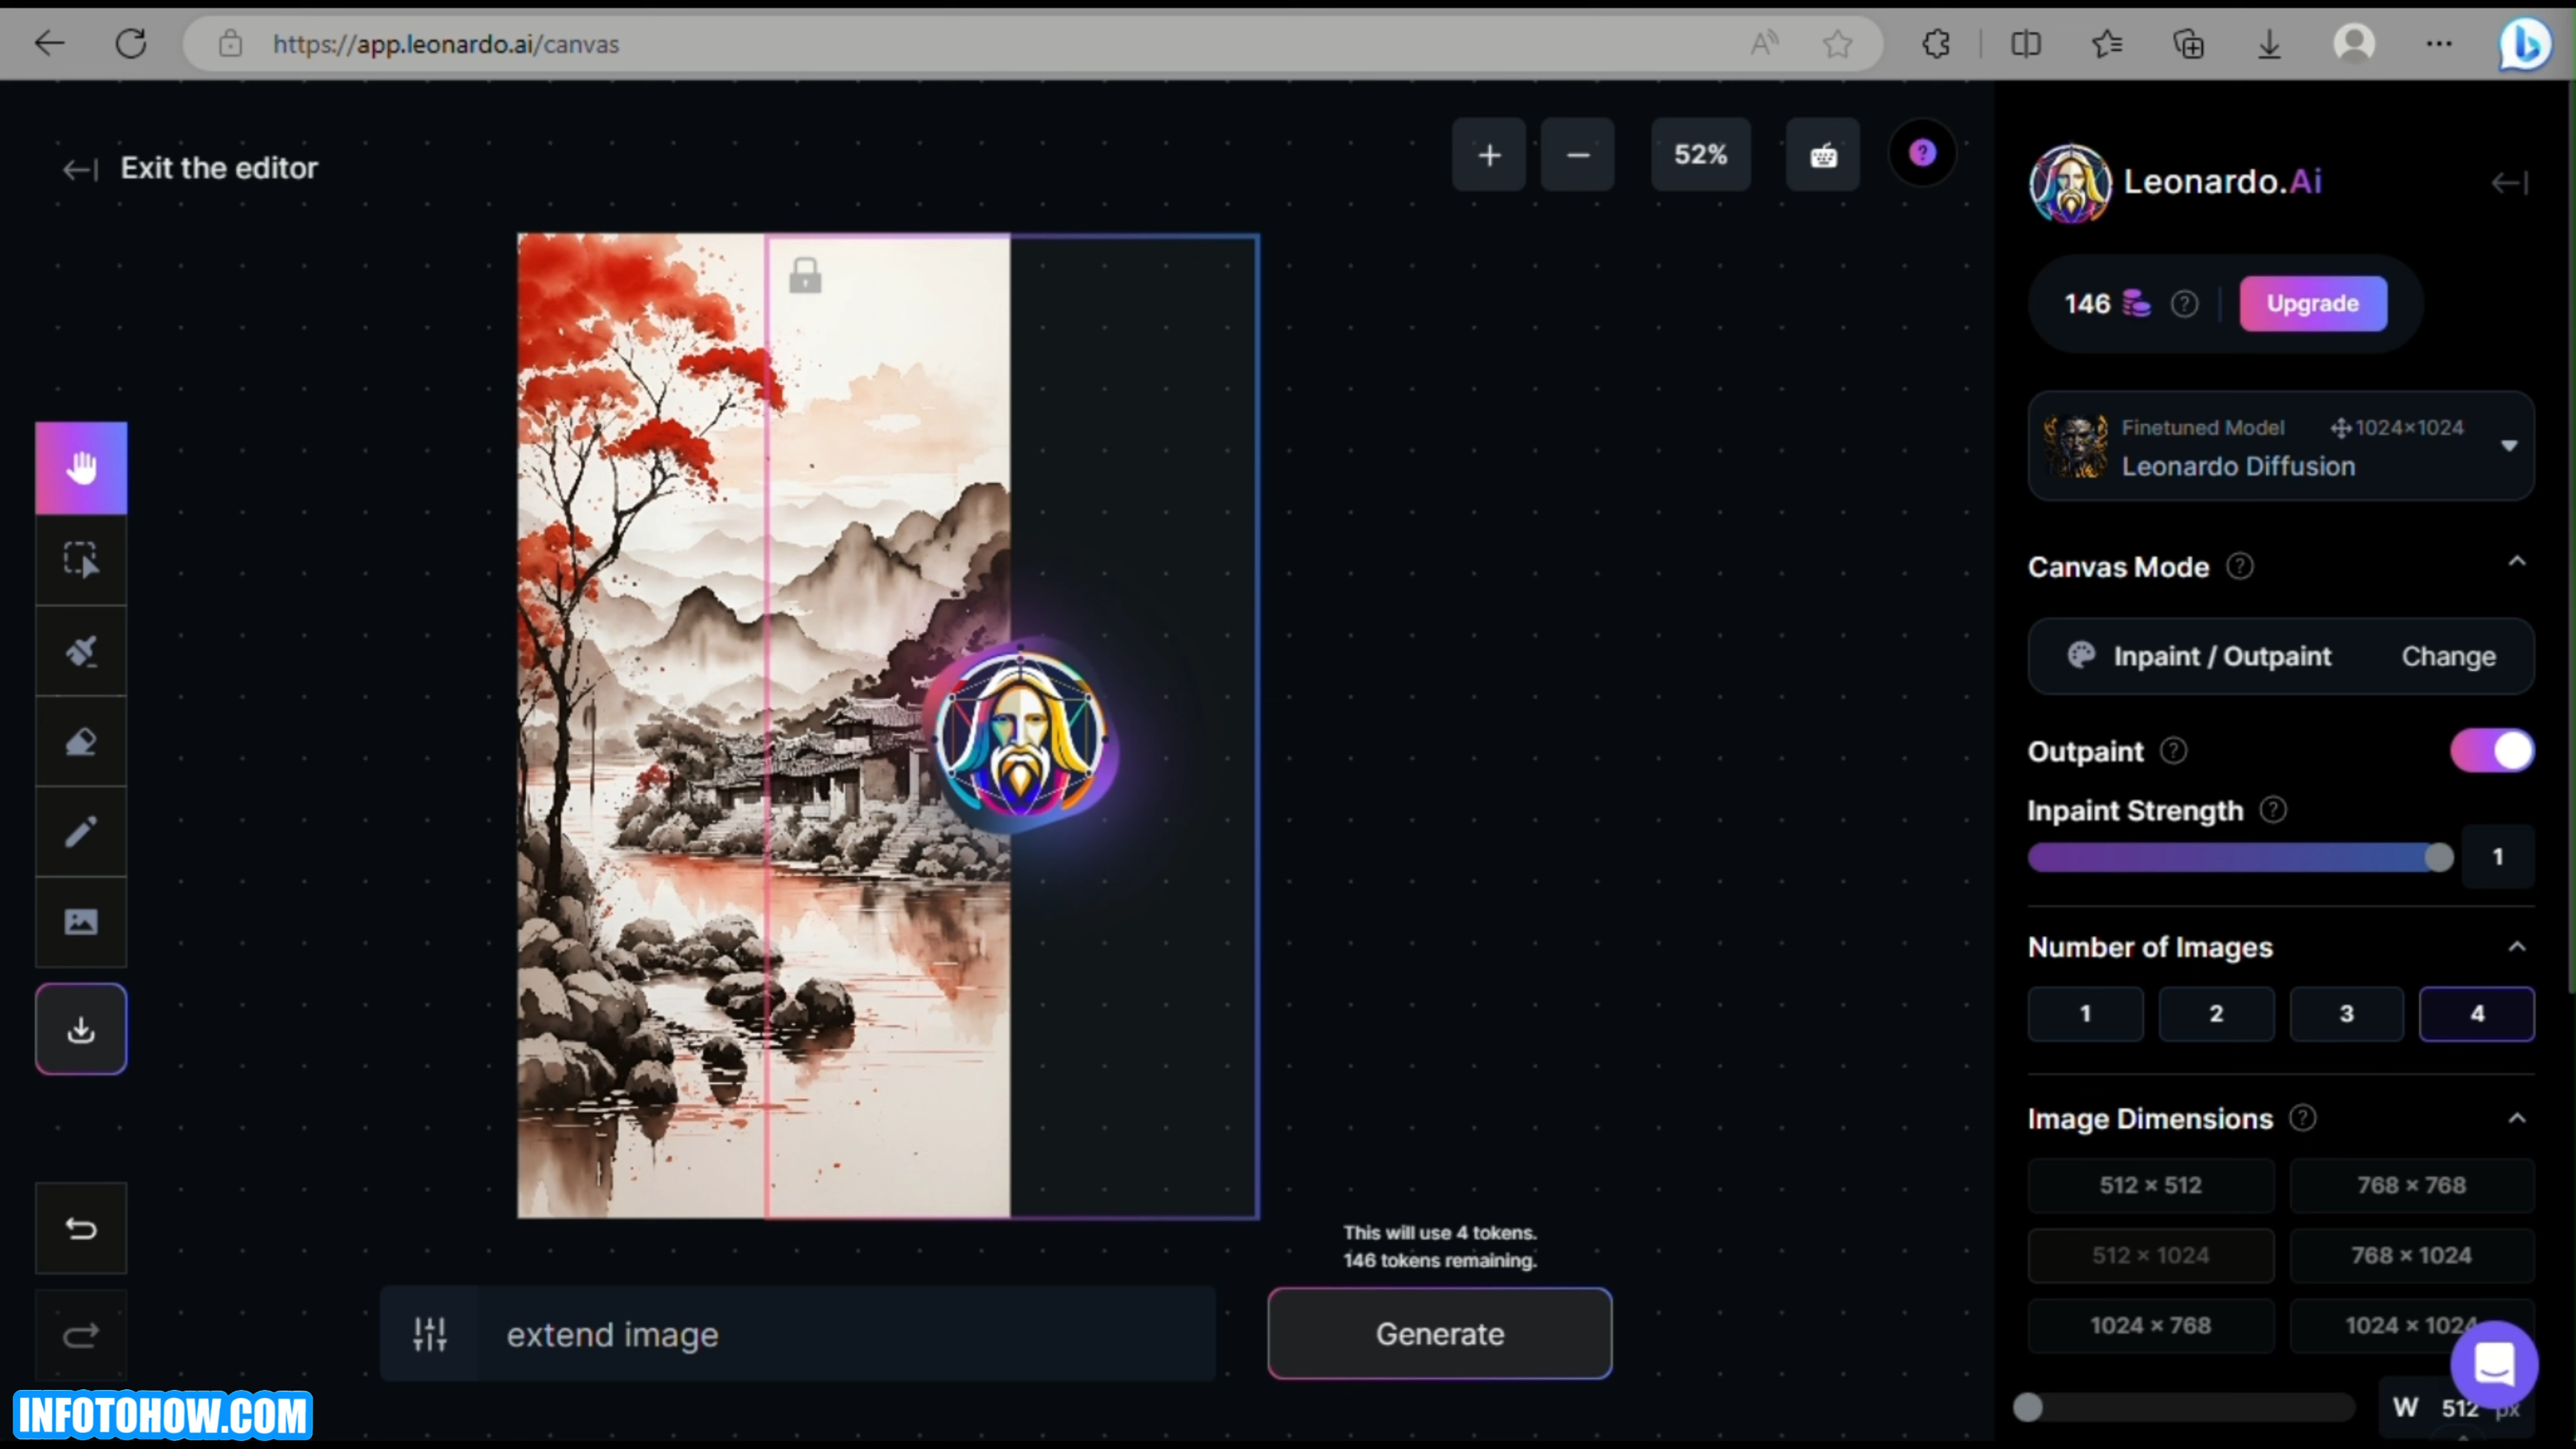 https://app.leonardo.ai/canvas
Exit the editor
52%
Leonardo.Ai
146
Upgrade
Finetuned Model
1024×1024
Leonardo Diffusion
Canvas Mode
Inpaint / Outpaint
Change
Outpaint
Inpaint Strength
1
Number of Images
1
2
3
4
Image Dimensions
512 × 512
768 × 768
512 × 1024
768 × 1024
1024 × 768
1024 × 1024
W 512 px
This will use 4 tokens.
146 tokens remaining.
extend image
Generate
INFOTOHOW.COM